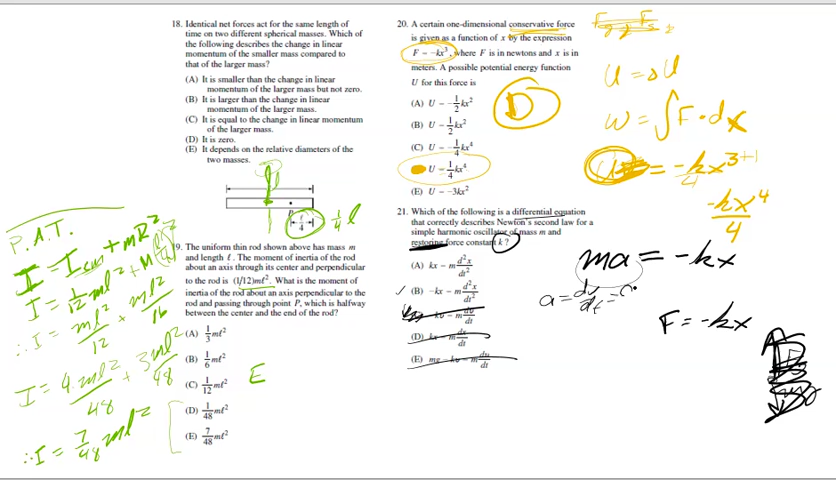 18. Identical net forces act for the same length of
time on two different spherical masses. Which of
the following describes the change in linear
momentum of the smaller mass compared to
that of the larger mass?
(A) It is smaller than the change in linear
momentum of the larger mass but not zero.
(B) It is larger than the change in linear
momentum of the larger mass.
(C) It is equal to the change in linear momentum
of the larger mass.
(D) It is zero.
(E) It depends on the relative diameters of the
two masses.
P
ℓ/4
1/4 l
19. The uniform thin rod shown above has mass m
and length ℓ. The moment of inertia of the rod
about an axis through its center and perpendicular
to the rod is (1/12)mℓ². What is the moment of
inertia of the rod about an axis perpendicular to the
rod and passing through point P, which is halfway
between the center and the end of the rod?
(A) 1/3 mℓ²
(B) 1/6 mℓ²
(C) 1/12 mℓ²
(D) 1/48 mℓ²
(E) 7/48 mℓ²
E
P.A.T.
I = Icm + mR²
∴ I = ml²/12 + ml²/16
I = 4·ml²/48 + 3ml²/48
∴ I = 7/48 ml²
20. A certain one-dimensional conservative force
is given as a function of x by the expression
F = −kx³, where F is in newtons and x is in
meters. A possible potential energy function
U for this force is
(A) U = −1/2 kx²
(B) U = 1/2 kx²
(C) U = −1/4 kx⁴
U = 1/4 kx⁴
(E) U = −3kx²
D
W = ∫F·dx
= −kx³⁺¹/4
−kx⁴/4
21. Which of the following is a differential equation
that correctly describes Newton's second law for a
simple harmonic oscillator of mass m and
restoring force constant k?
(A) kx = m d²x/dt²
(B) −kx = m d²x/dt²
(D) kx = m dx/dt
ma = −kx
F = −kx